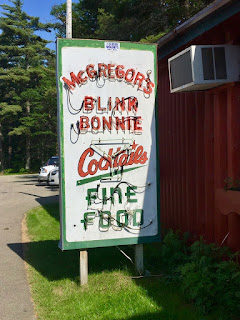 McGREGOR'S
BLINK
BONNIE
Cocktails
FINE
FOOD